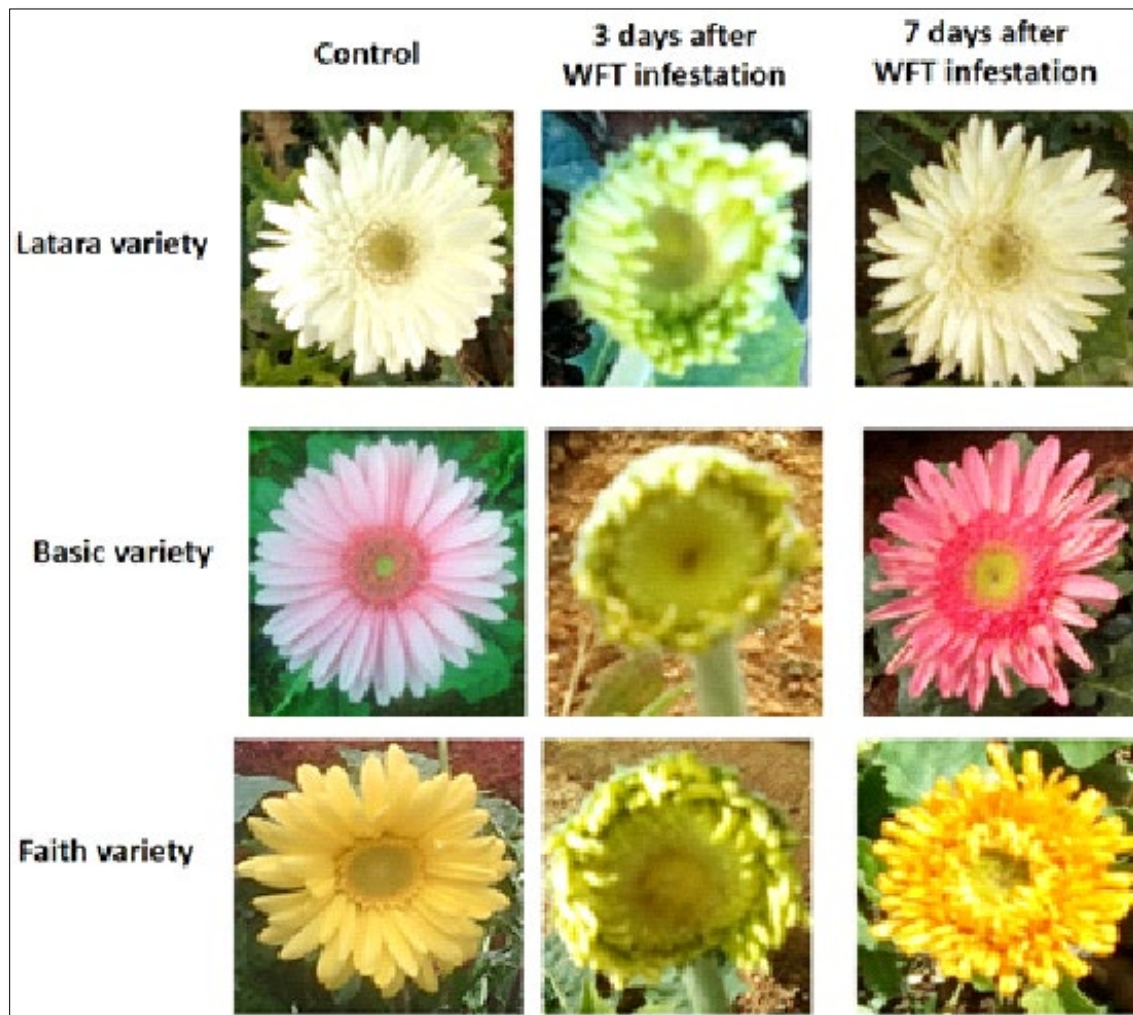 Control
3 days after
WFT infestation
7 days after
WFT infestation
Latara variety
Basic variety
Faith variety